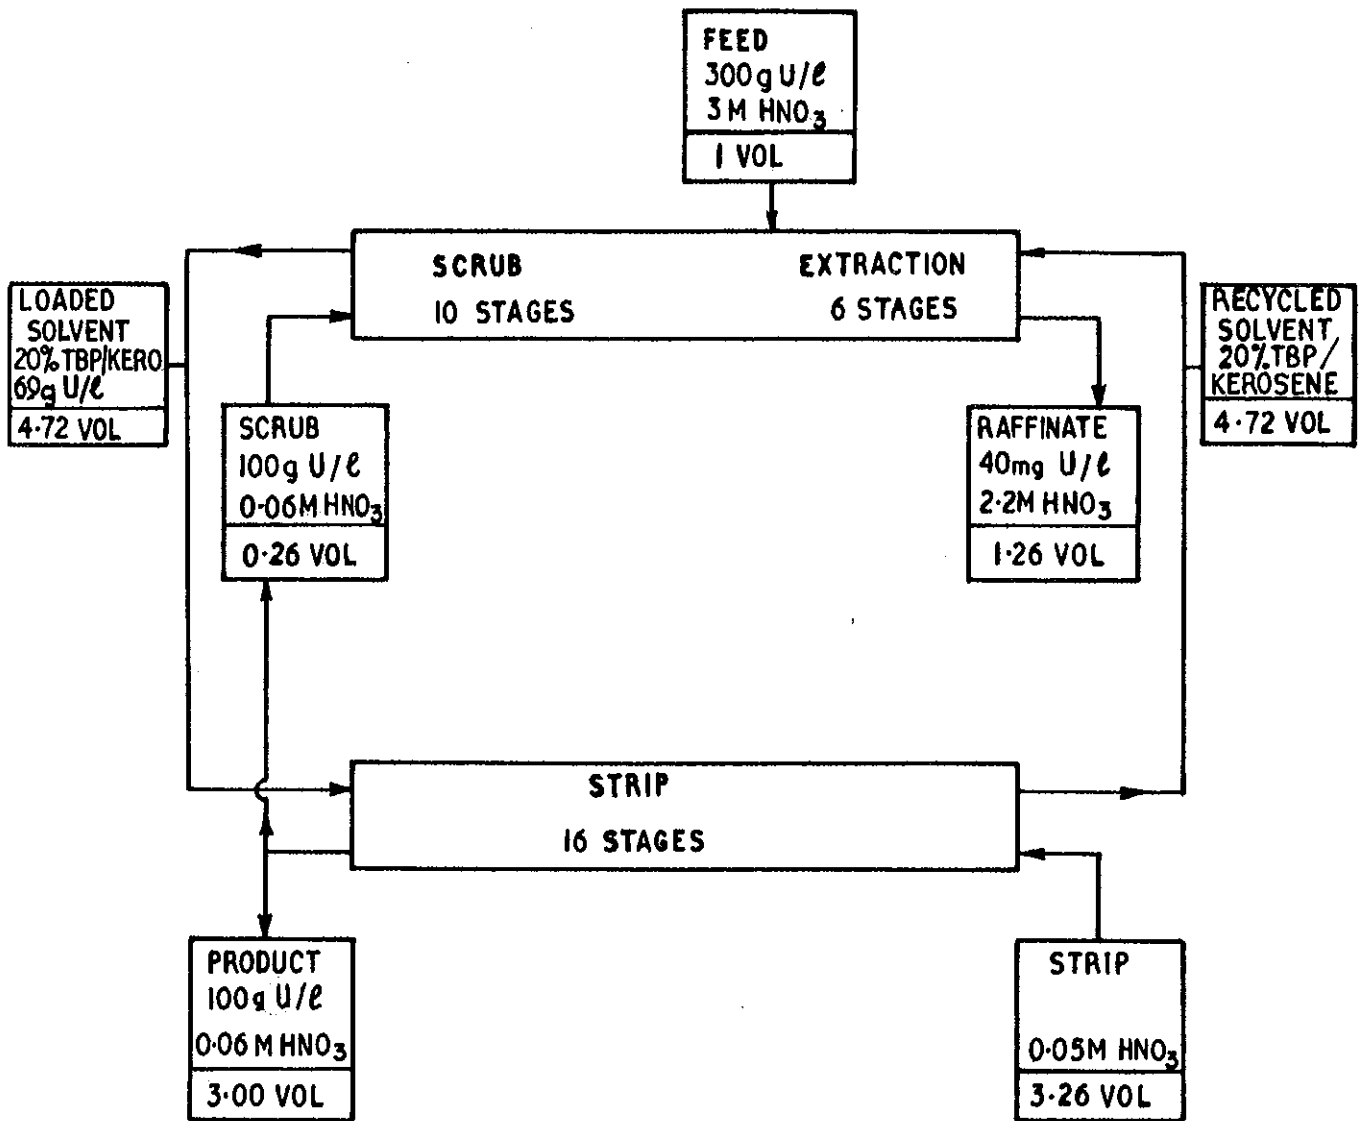 FEED
300g U/ℓ
3M HNO₃
1 VOL
SCRUB
10 STAGES
EXTRACTION
6 STAGES
LOADED
SOLVENT
20% TBP/KERO
69g U/ℓ
4·72 VOL
RECYCLED
SOLVENT
20% TBP/
KEROSENE
4·72 VOL
SCRUB
100g U/ℓ
0·06M HNO₃
0·26 VOL
RAFFINATE
40mg U/ℓ
2·2M HNO₃
1·26 VOL
STRIP
16 STAGES
PRODUCT
100g U/ℓ
0·06M HNO₃
3·00 VOL
STRIP
0·05M HNO₃
3·26 VOL